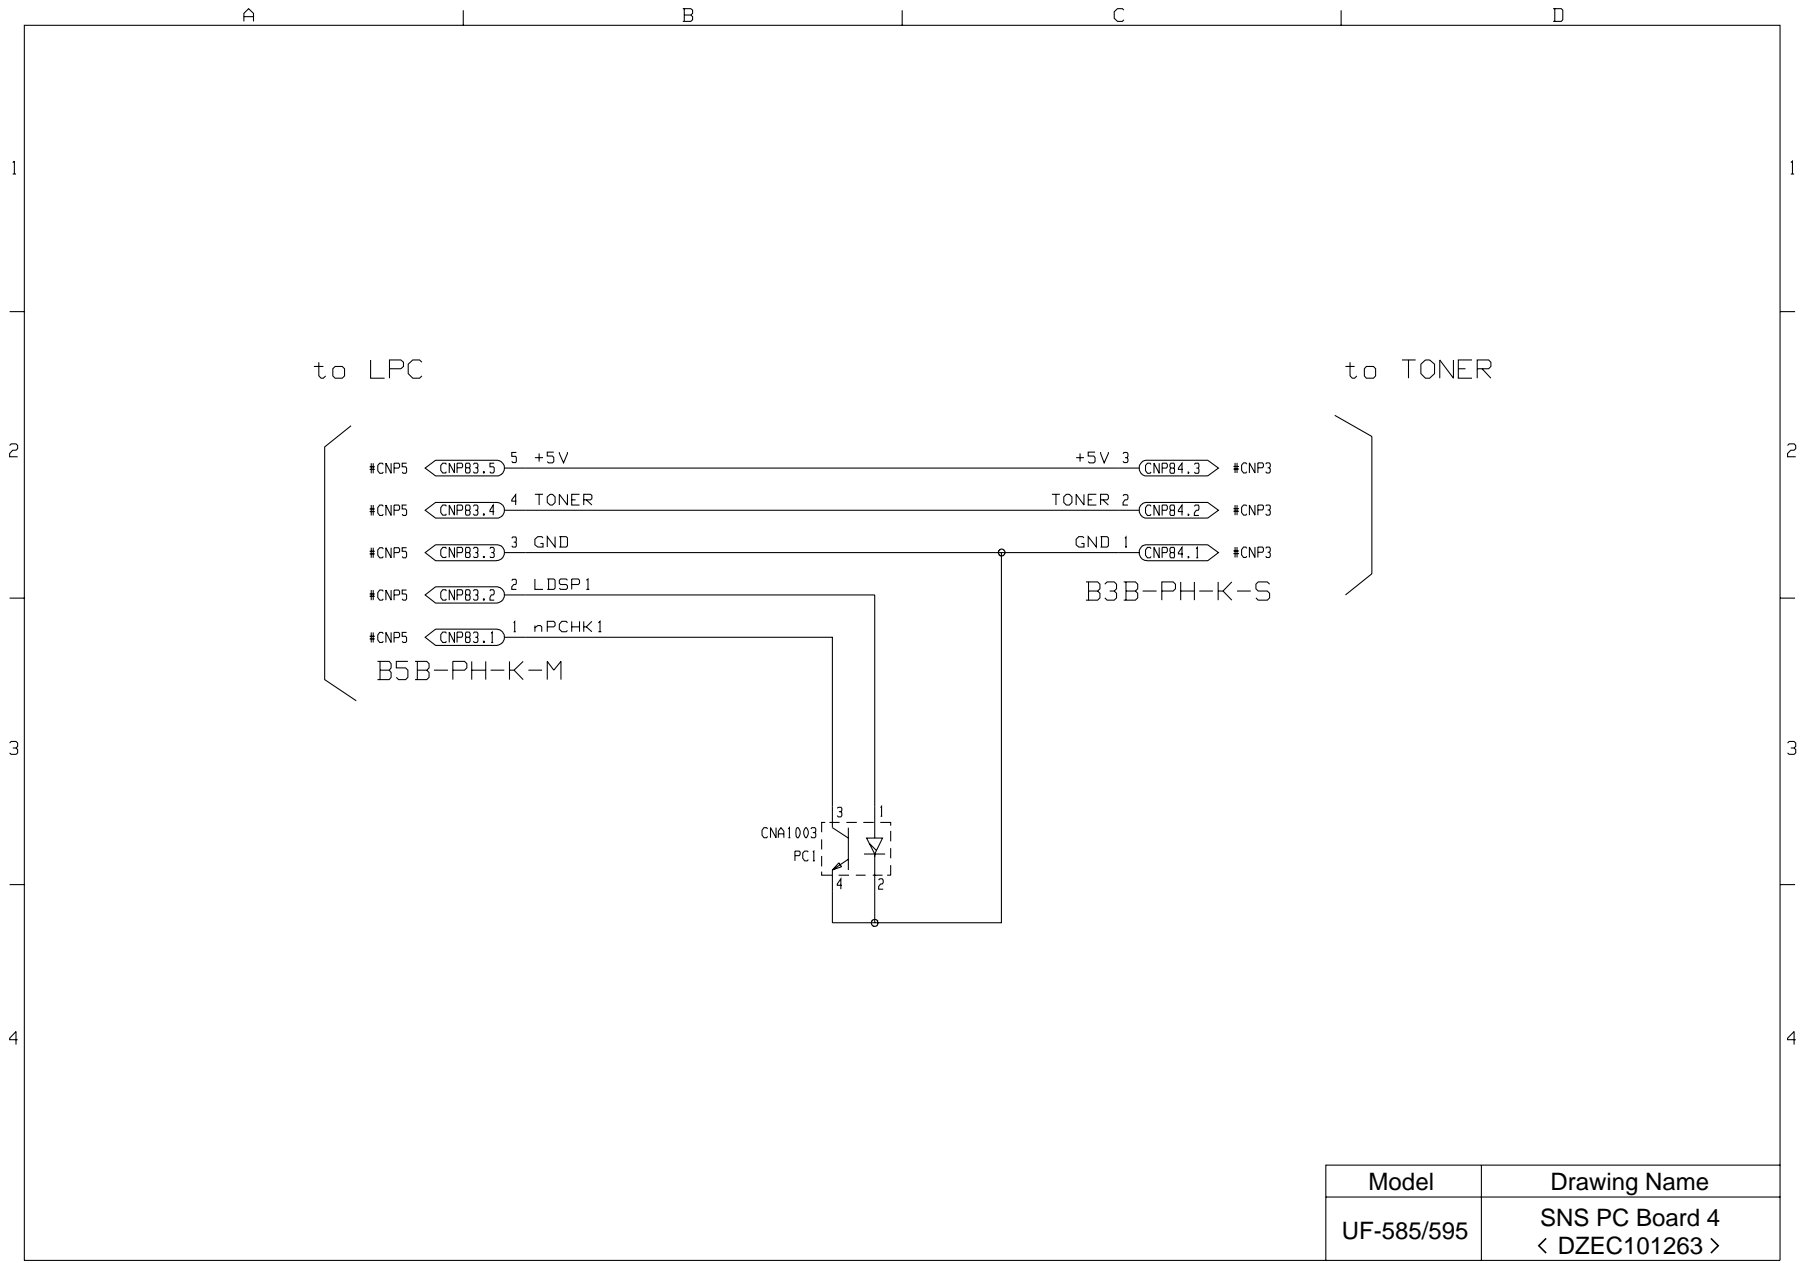 A B C D
1 1
to LPC to TONER
2 2
#CNP5 CNP83.5 5 +5V +5V 3 CNP84.3 #CNP3
#CNP5 CNP83.4 4 TONER TONER 2 CNP84.2 #CNP3
#CNP5 CNP83.3 3 GND GND 1 CNP84.1 #CNP3
#CNP5 CNP83.2 2 LDSP1 B3B-PH-K-S
#CNP5 CNP83.1 1 nPCHK1
B5B-PH-K-M
3 3
3 1
CNA1003
PC1
4 2
4 4
Model Drawing Name
UF-585/595 SNS PC Board 4
< DZEC101263 >